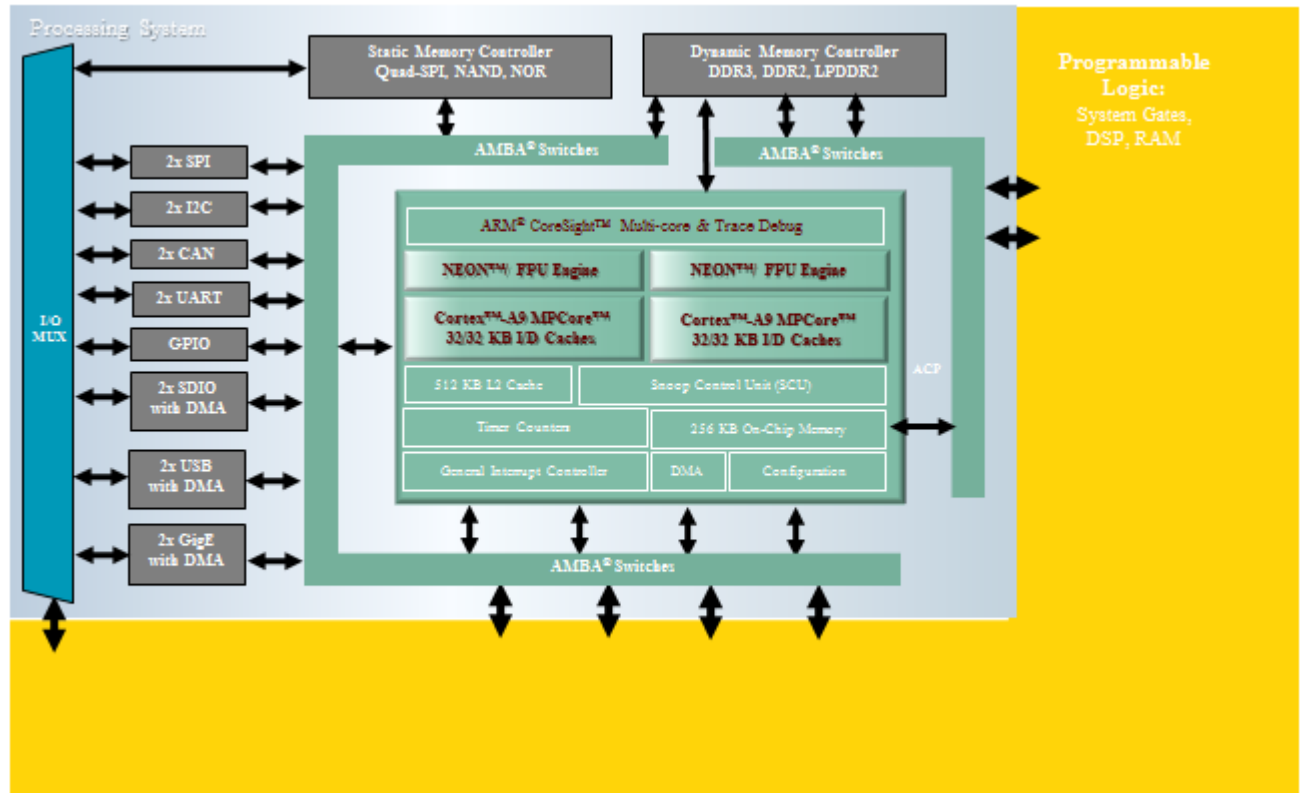 Processing System
Static Memory Controller
Quad-SPI, NAND, NOR
Dynamic Memory Controller
DDR3, DDR2, LPDDR2
Programmable
Logic:
System Gates,
DSP, RAM
AMBA® Switches
AMBA® Switches
2x SPI
2x I2C
2x CAN
2x UART
GPIO
2x SDIO
with DMA
2x USB
with DMA
2x GigE
with DMA
I/O
MUX
ARM® CoreSight™ Multi-core & Trace Debug
NEON™/ FPU Engine
NEON™/ FPU Engine
Cortex™-A9 MPCore™
32/32 KB I/D Caches
Cortex™-A9 MPCore™
32/32 KB I/D Caches
512 KB L2 Cache
Snoop Control Unit (SCU)
Timer Counters
256 KB On-Chip Memory
General Interrupt Controller
DMA
Configuration
ACP
AMBA® Switches